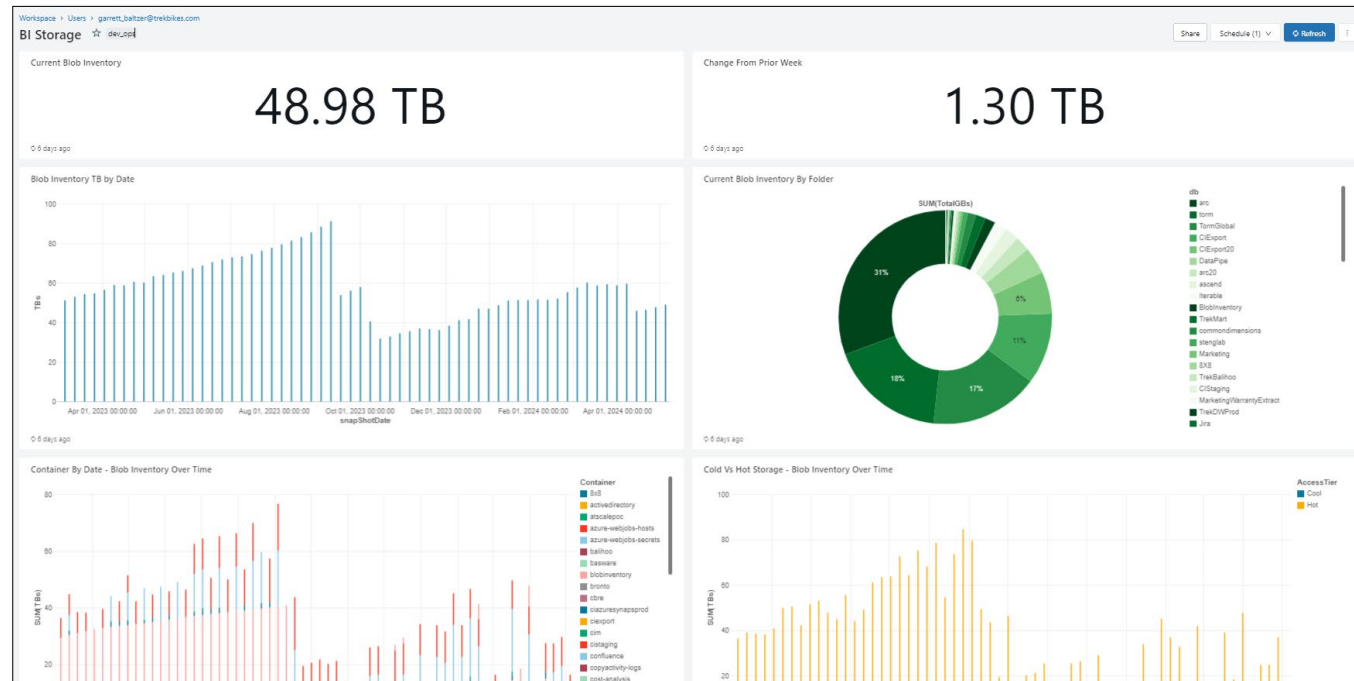 Workspace > Users > garrett_baltzer@trekbikes.com
BI Storage ☆ dev_ops
Share
Schedule (1)
Refresh
Current Blob Inventory
48.98 TB
6 days ago
Change From Prior Week
1.30 TB
6 days ago
Blob Inventory TB by Date
100
80
60
40
20
0
TBs
Apr 01, 2023 00:00:00 Jun 01, 2023 00:00:00 Aug 01, 2023 00:00:00 Oct 01, 2023 00:00:00 Dec 01, 2023 00:00:00 Feb 01, 2024 00:00:00 Apr 01, 2024 00:00:00
snapShotDate
6 days ago
Current Blob Inventory By Folder
SUM(TotalGBs)
31%
6%
11%
18%
17%
db
arc
torm
TormGlobal
CIExport
CIExport20
DataPipe
arc20
ascend
Iterable
BlobInventory
TrekMart
commondimensions
stenglab
Marketing
8X8
TrekBalihoo
CIStaging
MarketingWarrentyExtract
TrekDWProd
Jira
6 days ago
Container By Date - Blob Inventory Over Time
80
60
40
20
SUM(TBs)
Container
8x8
activedirectory
atscalepoc
azure-webjobs-hosts
azure-webjobs-secrets
balihoo
basware
blobinventory
bronto
cbre
ciazuresynapsprod
ciexport
cim
cistaging
confluence
copyactivity-logs
cost-analysis
Cold Vs Hot Storage - Blob Inventory Over Time
100
80
60
40
20
SUM(TBs)
AccessTier
Cool
Hot